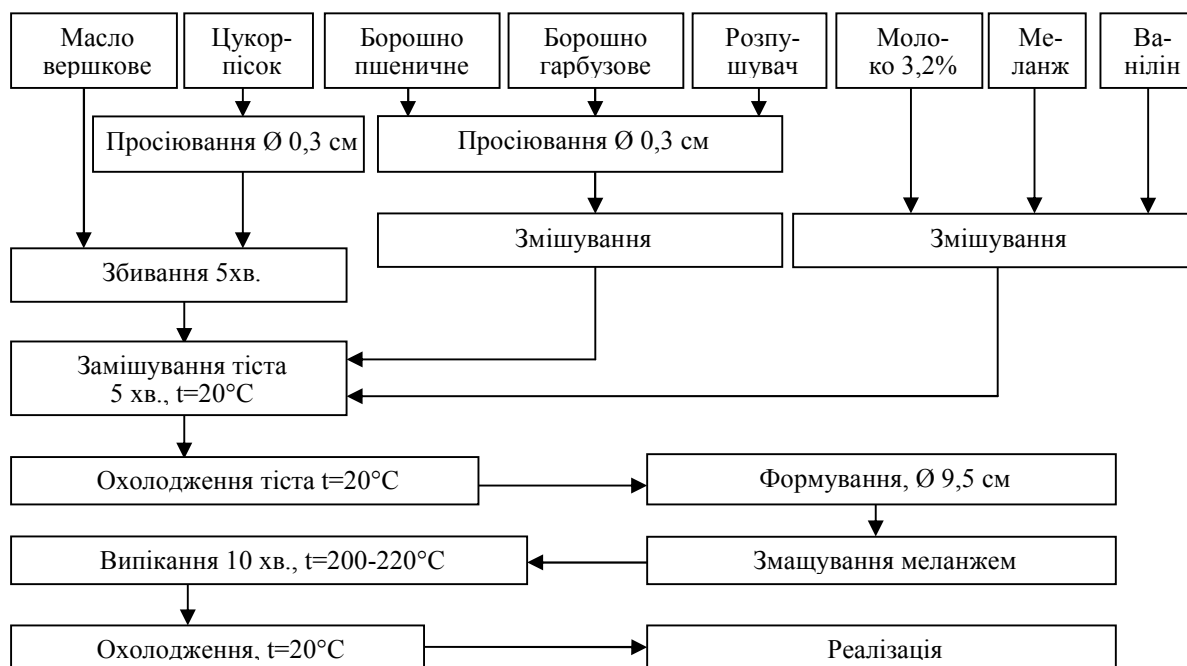 Масло
вершкове
Цукор-
пісок
Борошно
пшеничне
Борошно
гарбузове
Розпу-
шувач
Моло-
ко 3,2%
Ме-
ланж
Ва-
нілін
Просіювання Ø 0,3 см
Просіювання Ø 0,3 см
Змішування
Змішування
Збивання 5хв.
Замішування тіста
5 хв., t=20°C
Охолодження тіста t=20°C
Формування, Ø 9,5 см
Випікання 10 хв., t=200-220°C
Змащування меланжем
Охолодження, t=20°C
Реалізація